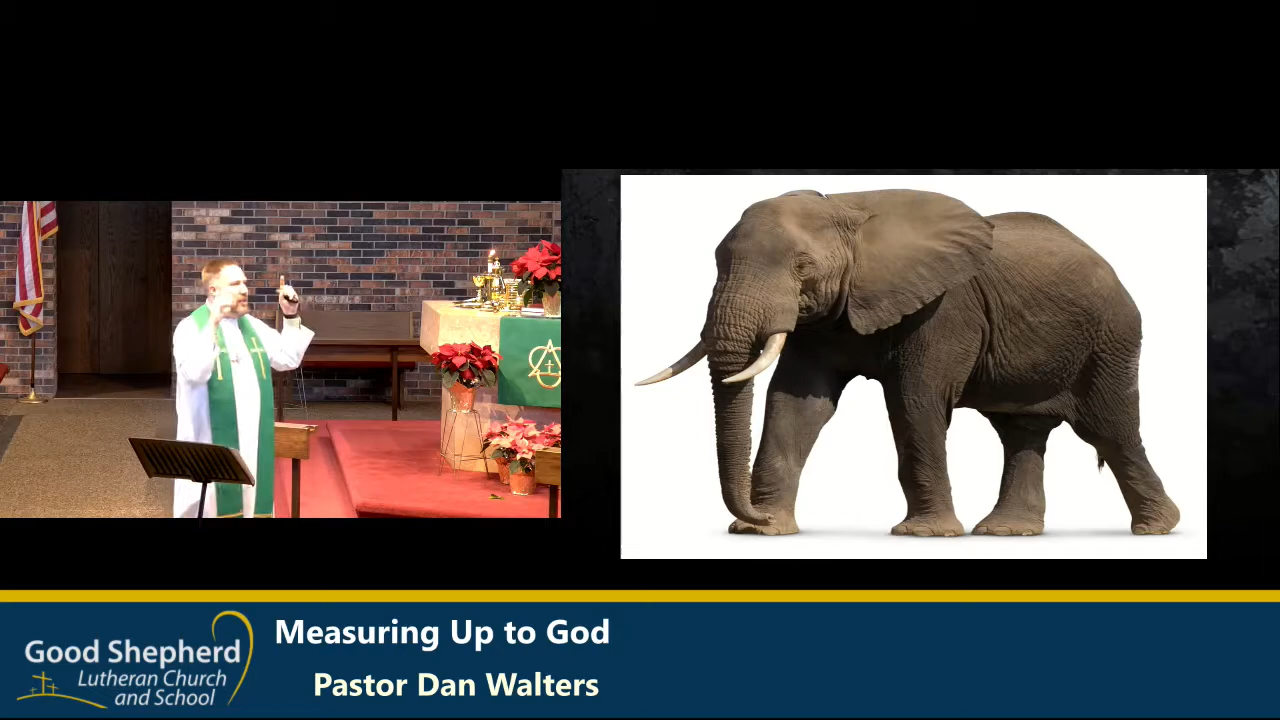 Measuring Up to God
Pastor Dan Walters
Good Shepherd
Lutheran Church
and School